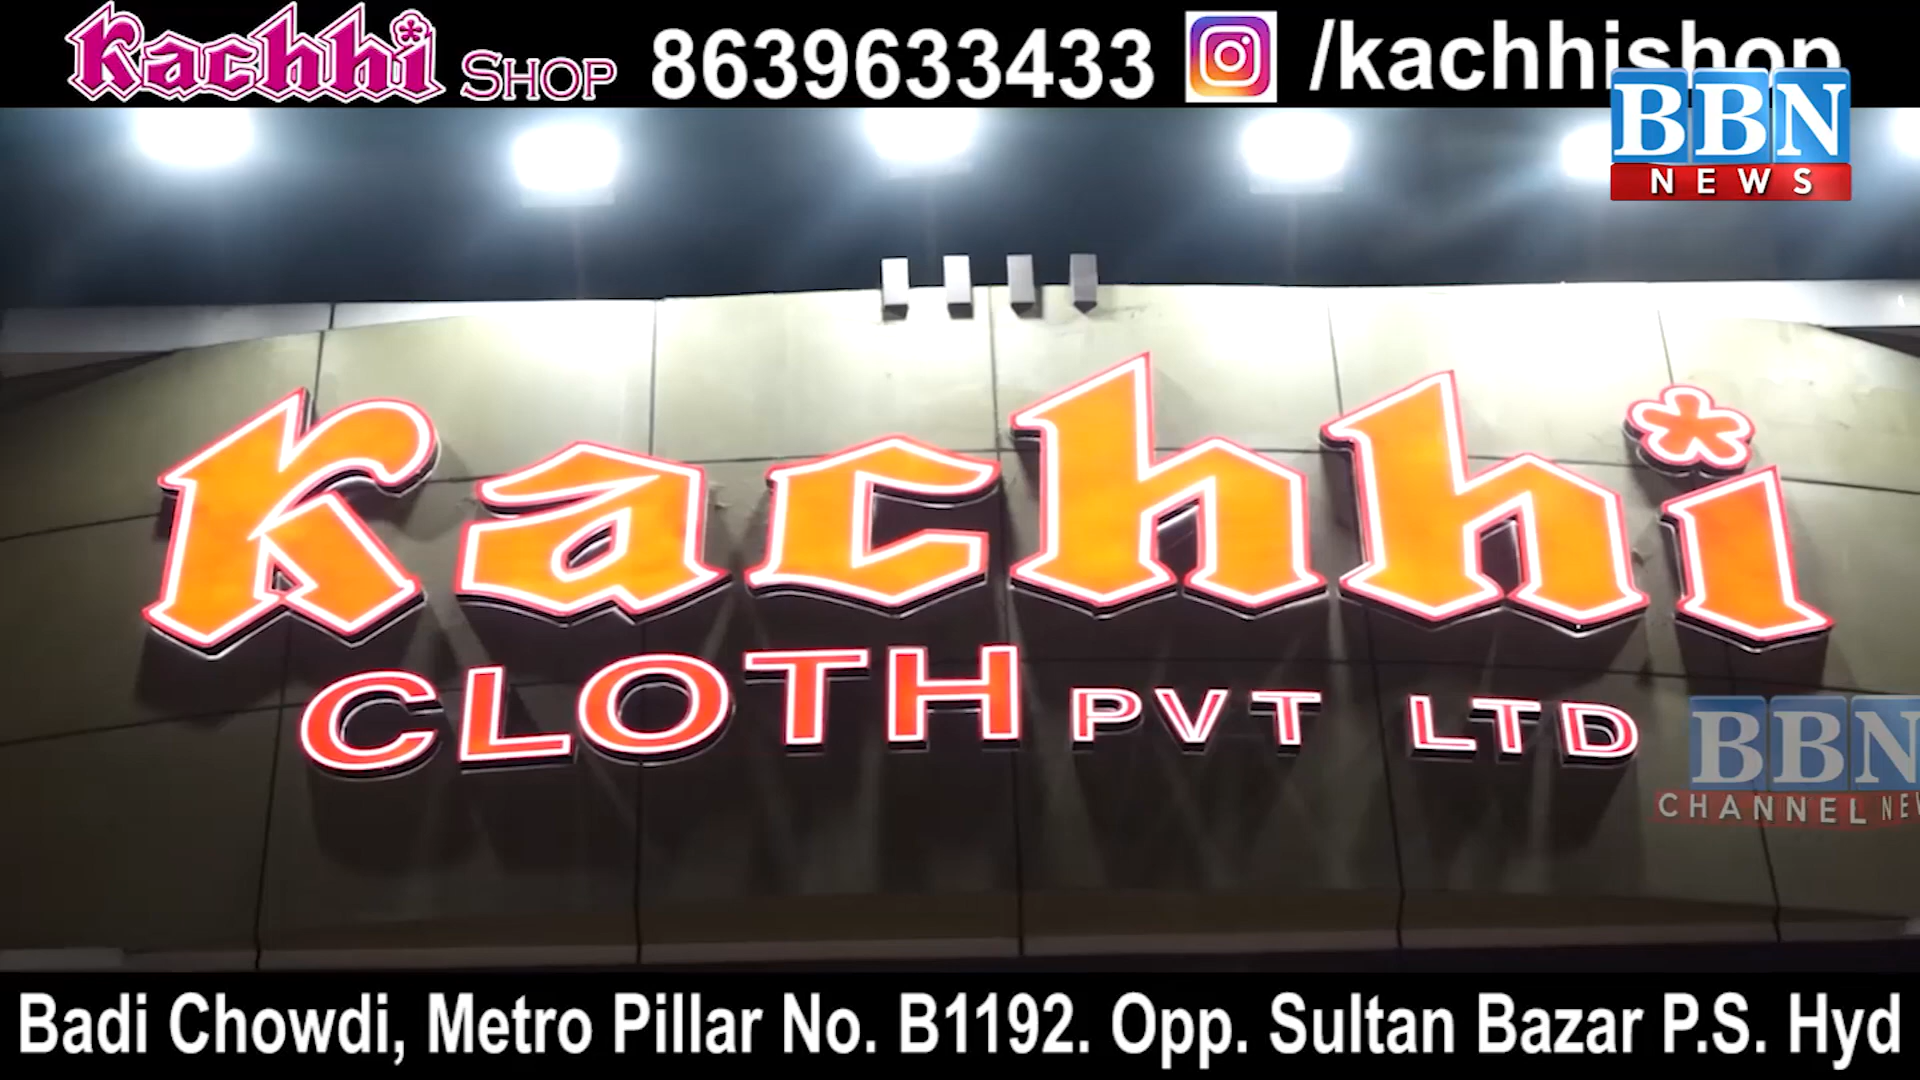 Kachhi SHOP 8639633433 /kachhishop
BBN
NEWS
Kachhi
CLOTH PVT LTD
BBN
CHANNEL
Badi Chowdi, Metro Pillar No. B1192. Opp. Sultan Bazar P.S. Hyd